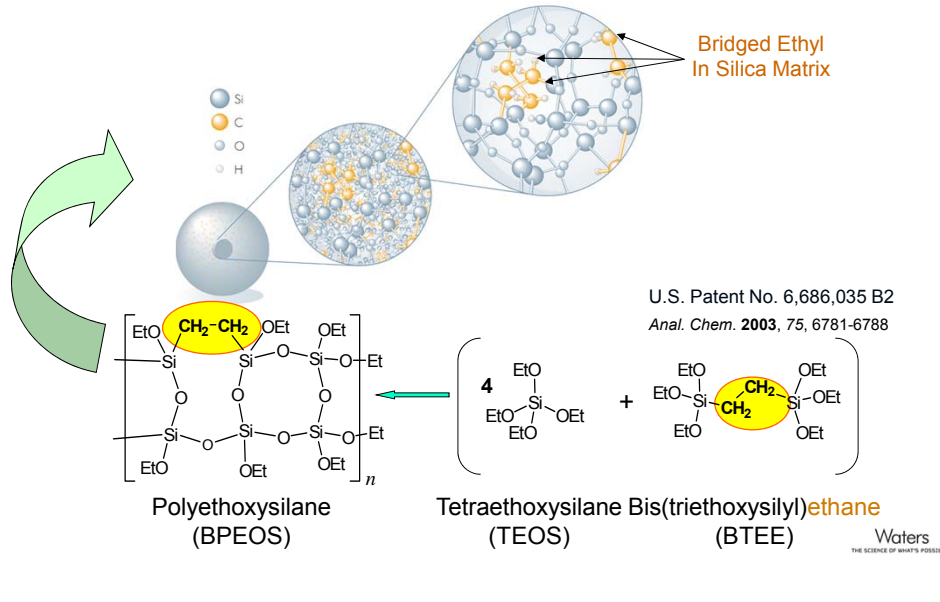 Bridged Ethyl
In Silica Matrix
Si
C
O
H
U.S. Patent No. 6,686,035 B2
Anal. Chem. 2003, 75, 6781-6788
EtO
CH2-CH2
OEt
OEt
Si
Si
O
Si
O
Et
O
O
O
Si
O
Si
O
Si
O
Et
EtO
OEt
OEt
n
4
OEt
EtO
Si
OEt
EtO
+
OEt
EtO
Si
EtO
CH2
CH2
Si
OEt
OEt
OEt
Polyethoxysilane
(BPEOS)
Tetraethoxysilane
(TEOS)
Bis(triethoxysilyl)ethane
(BTEE)
Waters
THE SCIENCE OF WHAT'S